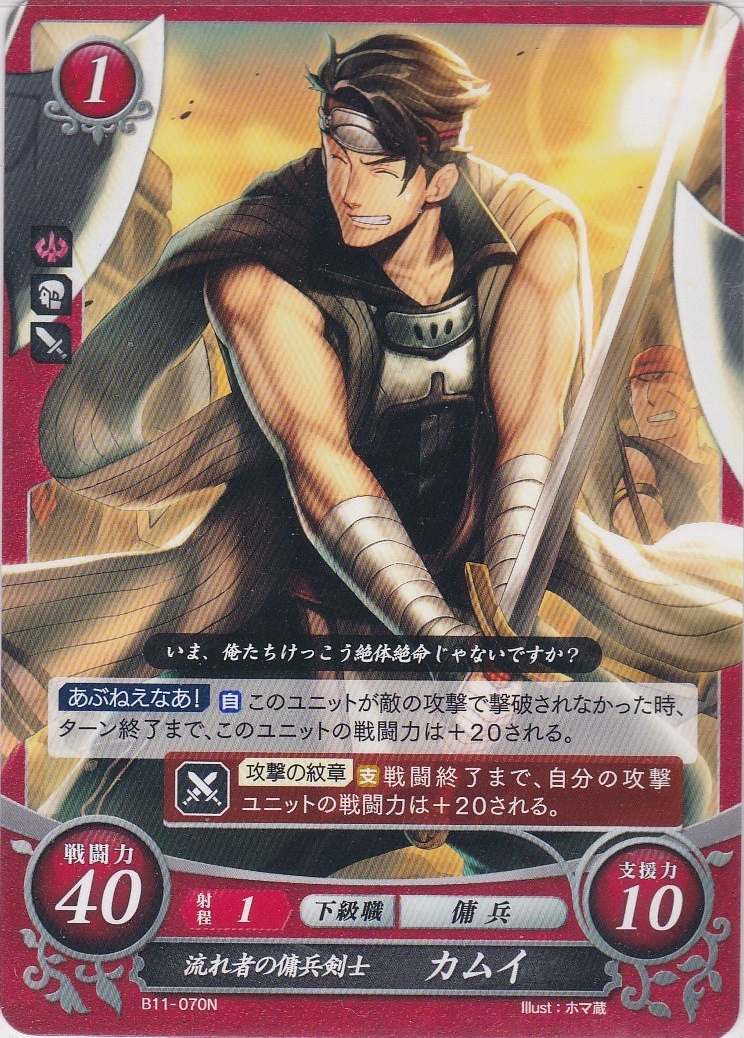 1
いま、俺たちけっこう絶体絶命じゃないですか?
あぶねえなあ! 自 このユニットが敵の攻撃で撃破されなかった時、
ターン終了まで、このユニットの戦闘力は+20される。
攻撃の紋章 支 戦闘終了まで、自分の攻撃
ユニットの戦闘力は+20される。
戦闘力
40
射程 1 下級職 傭兵
支援力
10
流れ者の傭兵剣士 カムイ
B11-070N Illust:ホマ蔵